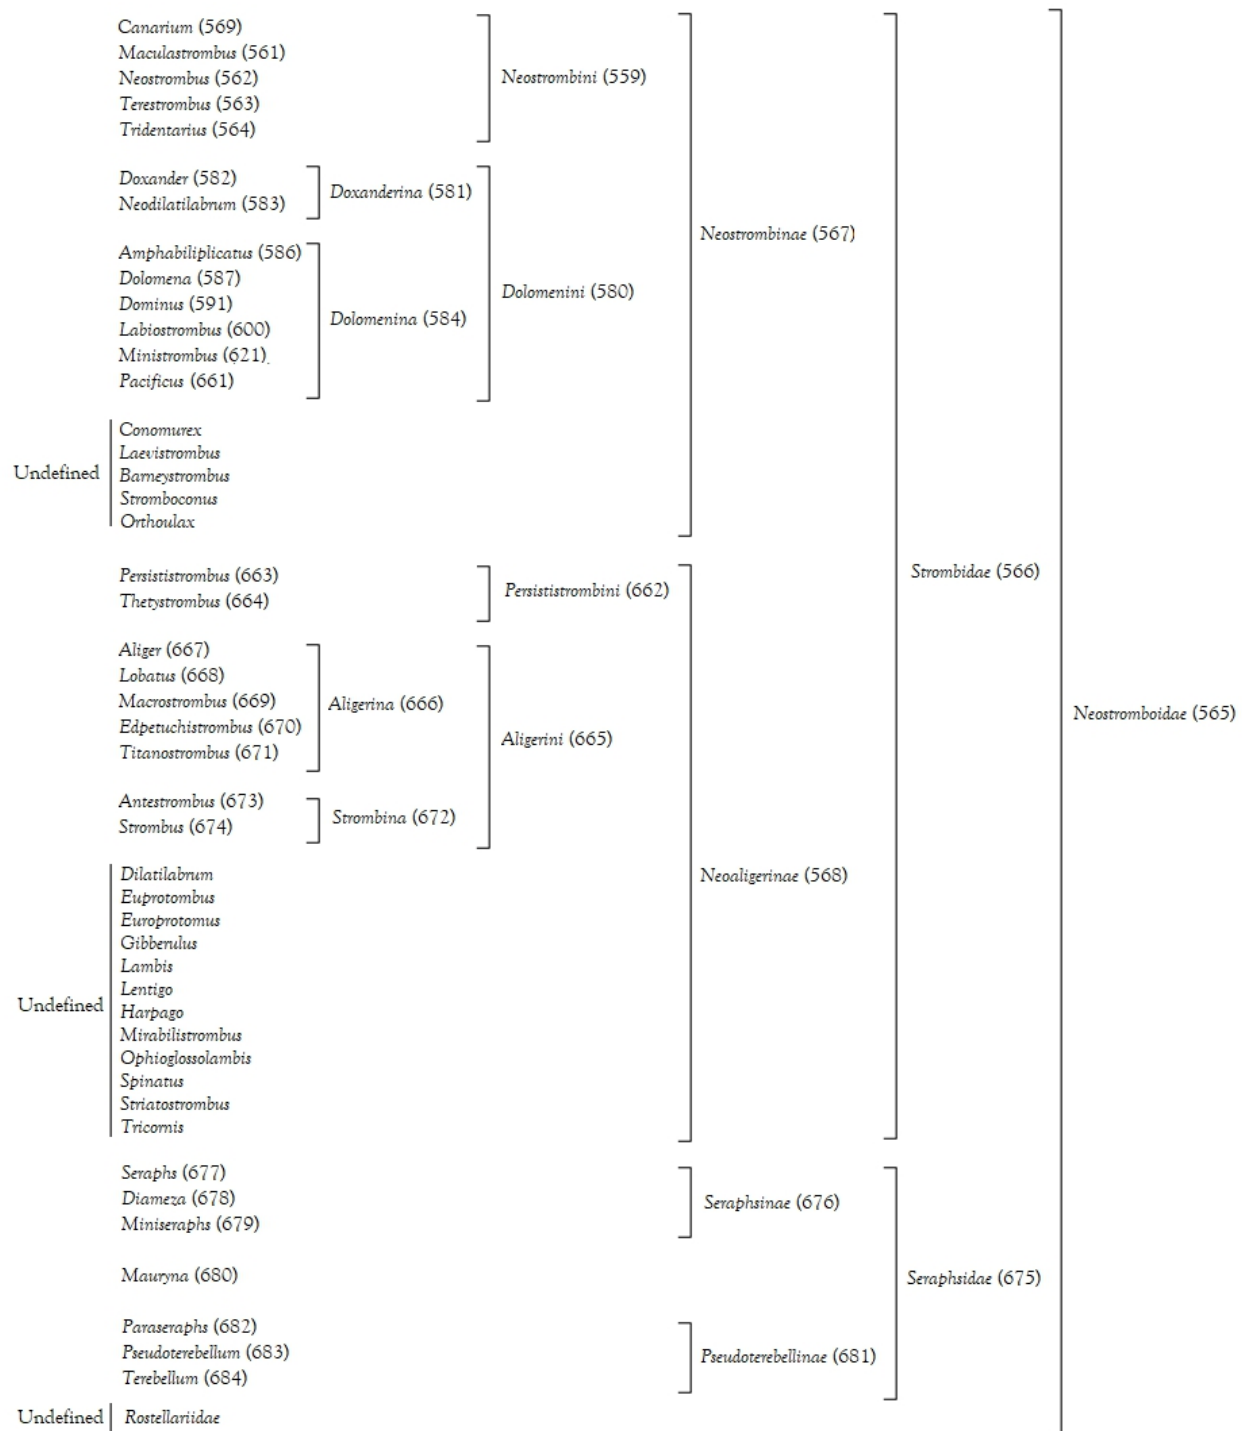 Canarium (569)
Maculastrombus (561)
Neostrombus (562)
Terestrombus (563)
Tridentarius (564)
Neostrombini (559)
Doxander (582)
Neodilatilabrum (583)
Doxanderina (581)
Amphabiliplicatus (586)
Dolomena (587)
Dominus (591)
Labiostrombus (600)
Ministrombus (621)
Pacificus (661)
Dolomenina (584)
Dolomenini (580)
Undefined
Conomurex
Laevistrombus
Barneystrombus
Stromboconus
Orthoulax
Neostrombinae (567)
Persististrombus (663)
Thetystrombus (664)
Persististrombini (662)
Aliger (667)
Lobatus (668)
Macrostrombus (669)
Edpetuchistrombus (670)
Titanostrombus (671)
Aligerina (666)
Antestrombus (673)
Strombus (674)
Strombina (672)
Aligerini (665)
Undefined
Dilatilabrum
Euprotombus
Europrotomus
Gibberulus
Lambis
Lentigo
Harpago
Mirabilistrombus
Ophioglossolambis
Spinatus
Striatostrombus
Tricornis
Neoaligerinae (568)
Strombidae (566)
Seraphs (677)
Diameza (678)
Miniseraphs (679)
Seraphsinae (676)
Mauryna (680)
Paraseraphs (682)
Pseudoterebellum (683)
Terebellum (684)
Pseudoterebellinae (681)
Seraphsidae (675)
Undefined
Rostellariidae
Neostromboidae (565)